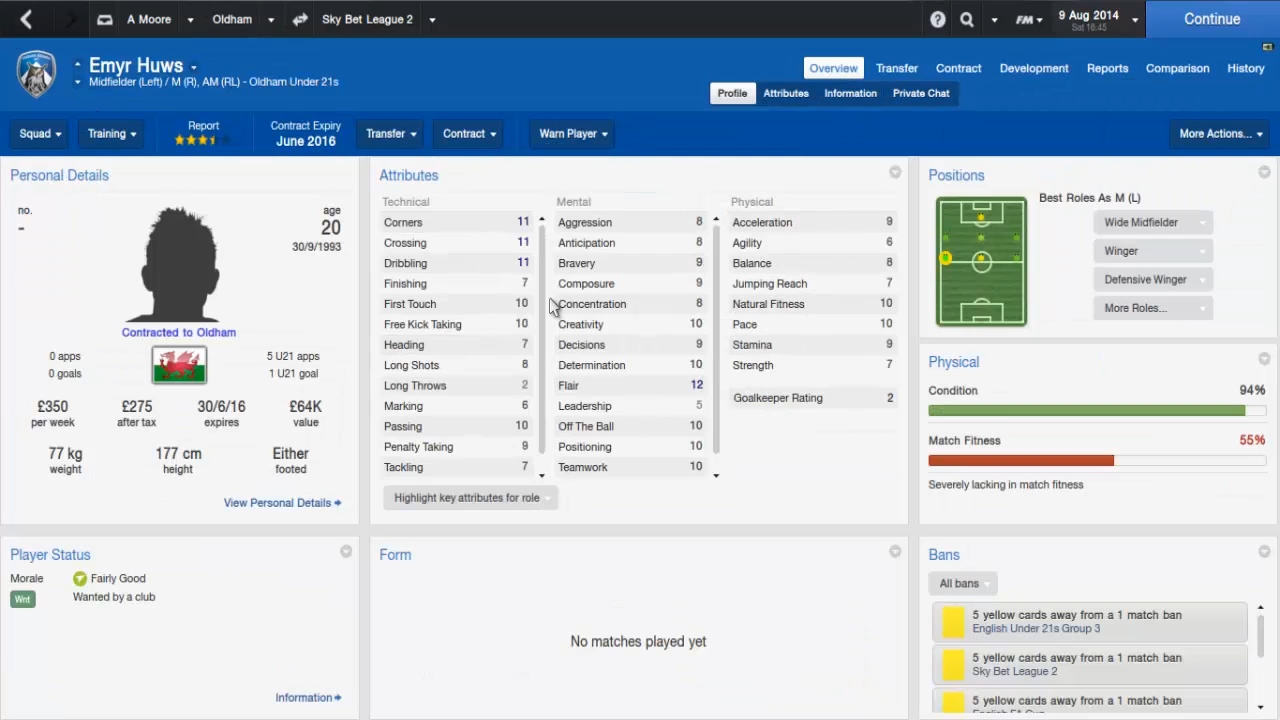 A Moore
Oldham
Sky Bet League 2
FM
9 Aug 2014
Sat 16:45
Continue
Emyr Huws
Midfielder (Left) / M (R), AM (RL) - Oldham Under 21s
Overview
Transfer
Contract
Development
Reports
Comparison
History
Profile
Attributes
Information
Private Chat
Squad
Training
Report
Contract Expiry
June 2016
Transfer
Contract
Warn Player
More Actions...
Personal Details
no.
-
age
20
30/9/1993
Contracted to Oldham
0 apps
0 goals
5 U21 apps
1 U21 goal
£350
per week
£275
after tax
30/6/16
expires
£64K
value
77 kg
weight
177 cm
height
Either
footed
View Personal Details
Attributes
Technical
Corners 11
Crossing 11
Dribbling 11
Finishing 7
First Touch 10
Free Kick Taking 10
Heading 7
Long Shots 8
Long Throws 2
Marking 6
Passing 10
Penalty Taking 9
Tackling 7
Mental
Aggression 8
Anticipation 8
Bravery 9
Composure 9
Concentration 8
Creativity 10
Decisions 9
Determination 10
Flair 12
Leadership 5
Off The Ball 10
Positioning 10
Teamwork 10
Physical
Acceleration 9
Agility 6
Balance 8
Jumping Reach 7
Natural Fitness 10
Pace 10
Stamina 9
Strength 7
Goalkeeper Rating 2
Highlight key attributes for role
Positions
Best Roles As M (L)
Wide Midfielder
Winger
Defensive Winger
More Roles...
Physical
Condition 94%
Match Fitness 55%
Severely lacking in match fitness
Player Status
Morale Fairly Good
Wnt Wanted by a club
Information
Form
No matches played yet
Bans
All bans
5 yellow cards away from a 1 match ban
English Under 21s Group 3
5 yellow cards away from a 1 match ban
Sky Bet League 2
5 yellow cards away from a 1 match ban
English FA Cup